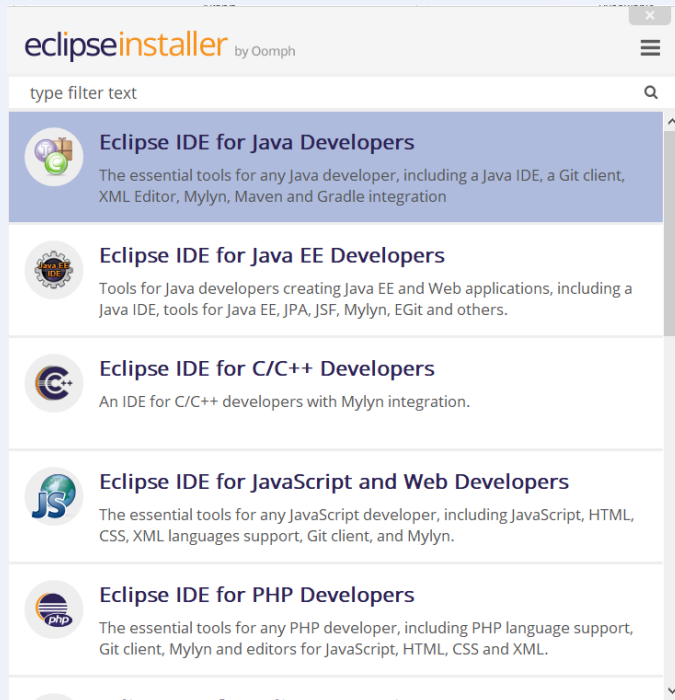 eclipseinstaller by Oomph
type filter text
Eclipse IDE for Java Developers
The essential tools for any Java developer, including a Java IDE, a Git client,
XML Editor, Mylyn, Maven and Gradle integration
Java EE
IDE
Eclipse IDE for Java EE Developers
Tools for Java developers creating Java EE and Web applications, including a
Java IDE, tools for Java EE, JPA, JSF, Mylyn, EGit and others.
C++
Eclipse IDE for C/C++ Developers
An IDE for C/C++ developers with Mylyn integration.
JS
Eclipse IDE for JavaScript and Web Developers
The essential tools for any JavaScript developer, including JavaScript, HTML,
CSS, XML languages support, Git client, and Mylyn.
php
Eclipse IDE for PHP Developers
The essential tools for any PHP developer, including PHP language support,
Git client, Mylyn and editors for JavaScript, HTML, CSS and XML.